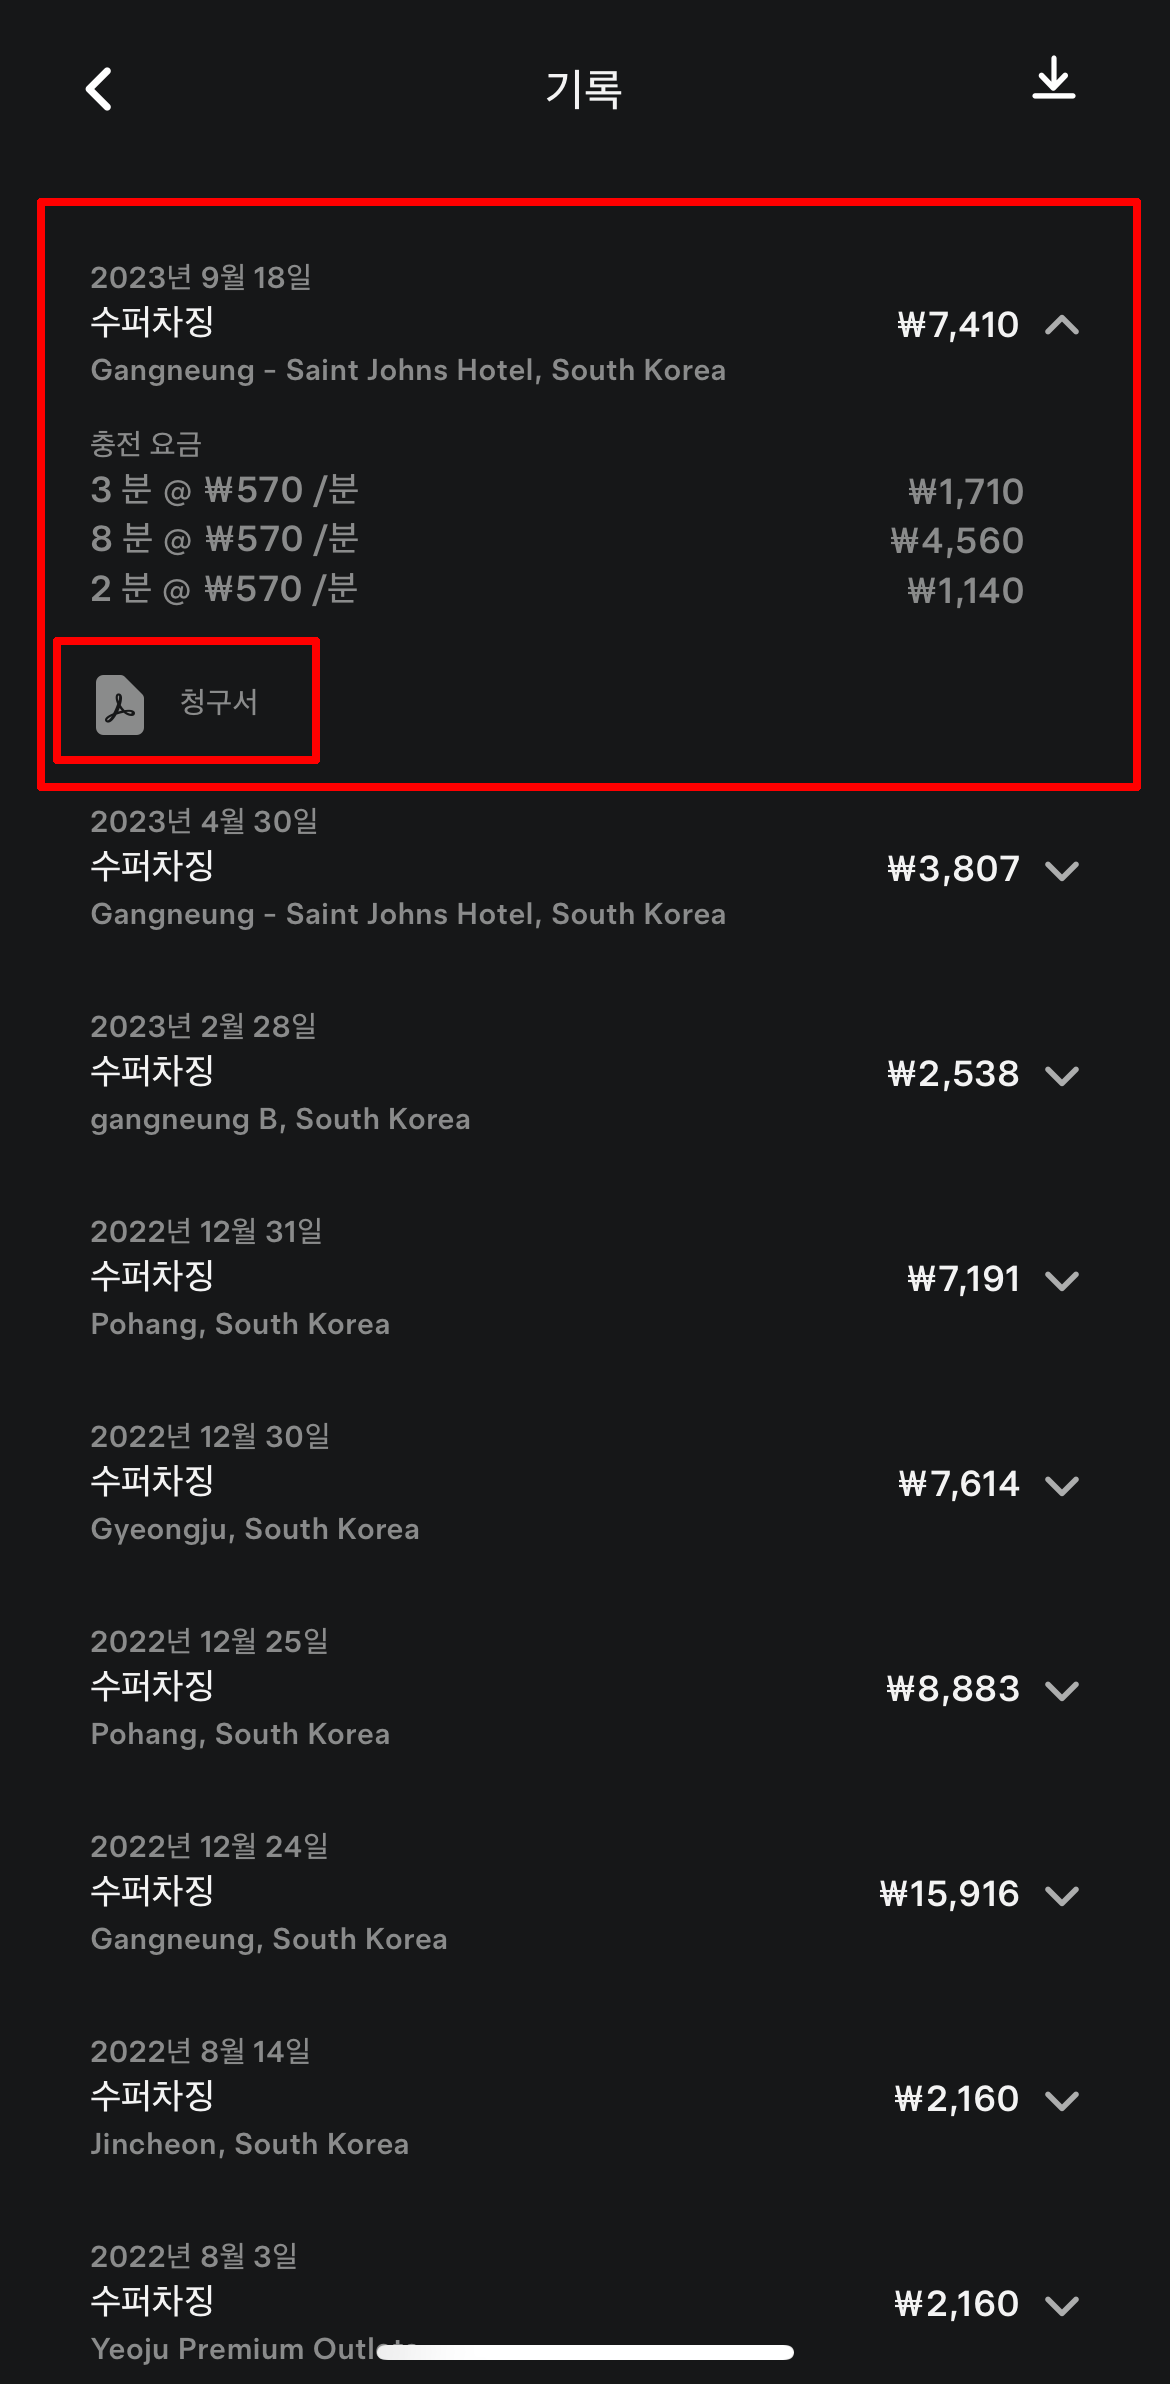 기록
2023년 9월 18일
수퍼차징
₩7,410
Gangneung - Saint Johns Hotel, South Korea
충전 요금
3 분 @ ₩570 /분 ₩1,710
8 분 @ ₩570 /분 ₩4,560
2 분 @ ₩570 /분 ₩1,140
청구서
2023년 4월 30일
수퍼차징
₩3,807
Gangneung - Saint Johns Hotel, South Korea
2023년 2월 28일
수퍼차징
₩2,538
gangneung B, South Korea
2022년 12월 31일
수퍼차징
₩7,191
Pohang, South Korea
2022년 12월 30일
수퍼차징
₩7,614
Gyeongju, South Korea
2022년 12월 25일
수퍼차징
₩8,883
Pohang, South Korea
2022년 12월 24일
수퍼차징
₩15,916
Gangneung, South Korea
2022년 8월 14일
수퍼차징
₩2,160
Jincheon, South Korea
2022년 8월 3일
수퍼차징
₩2,160
Yeoju Premium